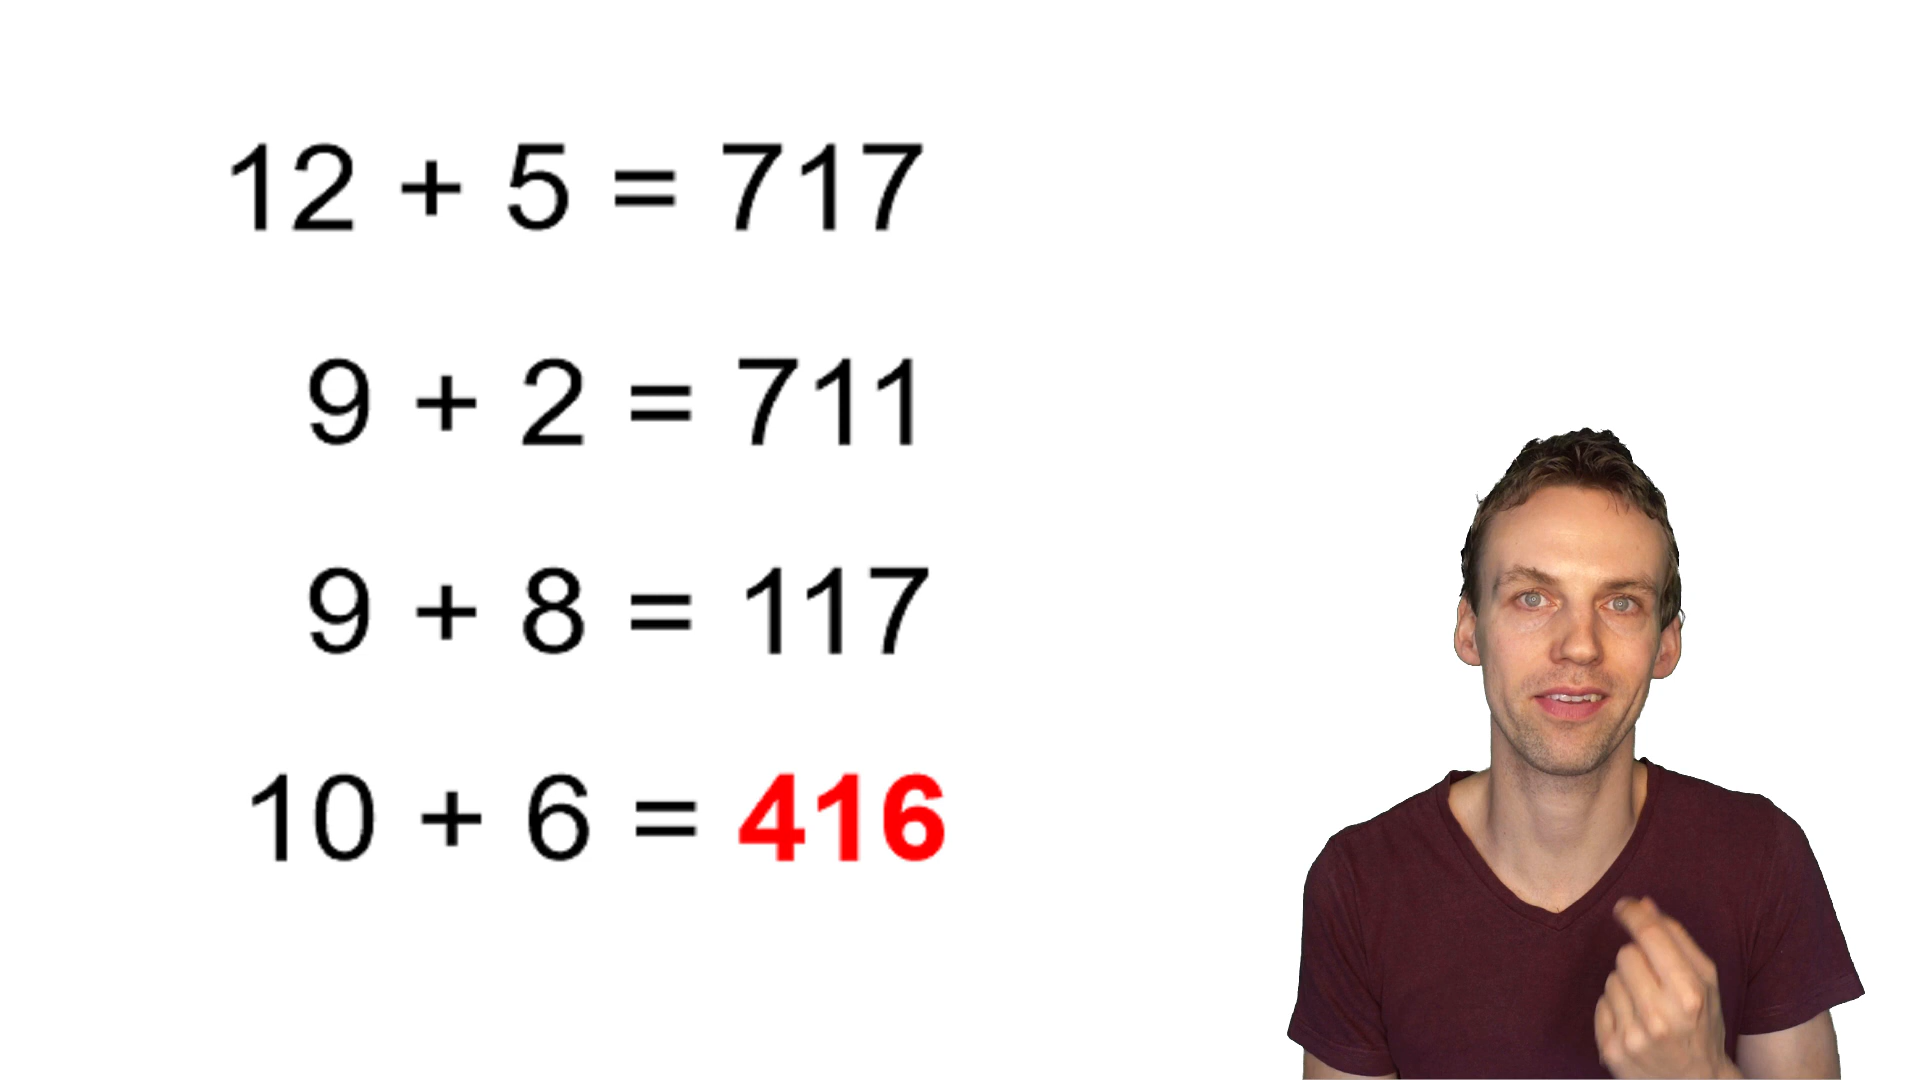 12 + 5 = 717
9 + 2 = 711
9 + 8 = 117
10 + 6 = 416